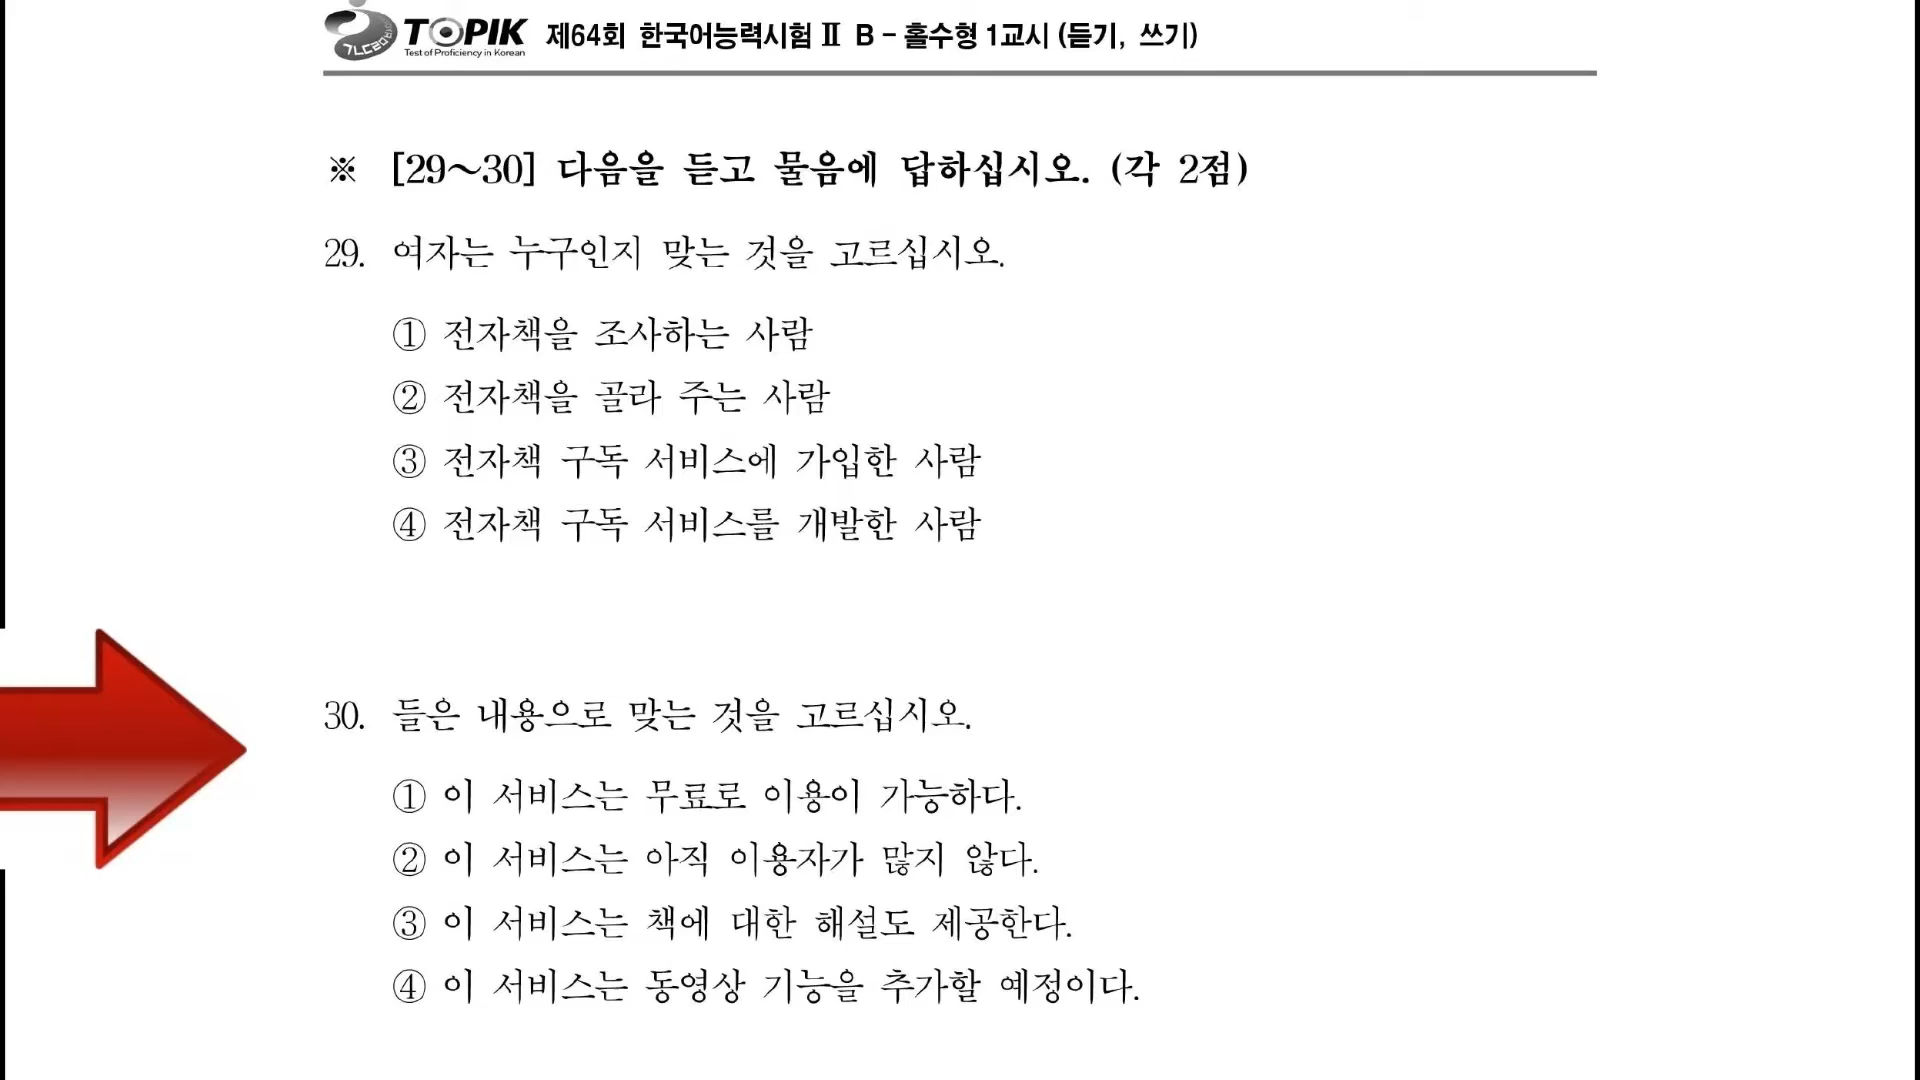 TOPIK 제64회 한국어능력시험 Ⅱ B - 홀수형 1교시 (듣기, 쓰기)
Test of Proficiency in Korean
※ [29～30] 다음을 듣고 물음에 답하십시오. (각 2점)
29. 여자는 누구인지 맞는 것을 고르십시오.
① 전자책을 조사하는 사람
② 전자책을 골라 주는 사람
③ 전자책 구독 서비스에 가입한 사람
④ 전자책 구독 서비스를 개발한 사람
30. 들은 내용으로 맞는 것을 고르십시오.
① 이 서비스는 무료로 이용이 가능하다.
② 이 서비스는 아직 이용자가 많지 않다.
③ 이 서비스는 책에 대한 해설도 제공한다.
④ 이 서비스는 동영상 기능을 추가할 예정이다.